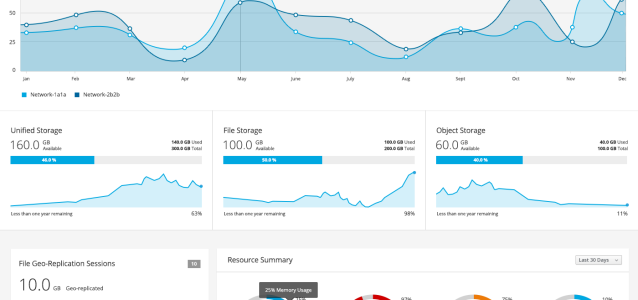 50
25
0
Jan Feb Mar Apr May June July Aug Sept Oct Nov Dec
Network-1a1a Network-2b2b
Unified Storage
160.0 GB Available
140.0 GB Used
300.0 GB Total
46.0 %
Less than one year remaining 63%
File Storage
100.0 GB Available
100.0 GB Used
200.0 GB Total
50.0 %
Less than one year remaining 98%
Object Storage
60.0 GB Available
40.0 GB Used
100.0 GB Total
40.0 %
Less than one year remaining 11%
File Geo-Replication Sessions 10
10.0 GB Geo-replicated
Resource Summary Last 30 Days
25% Memory Usage
97% 75% 10%